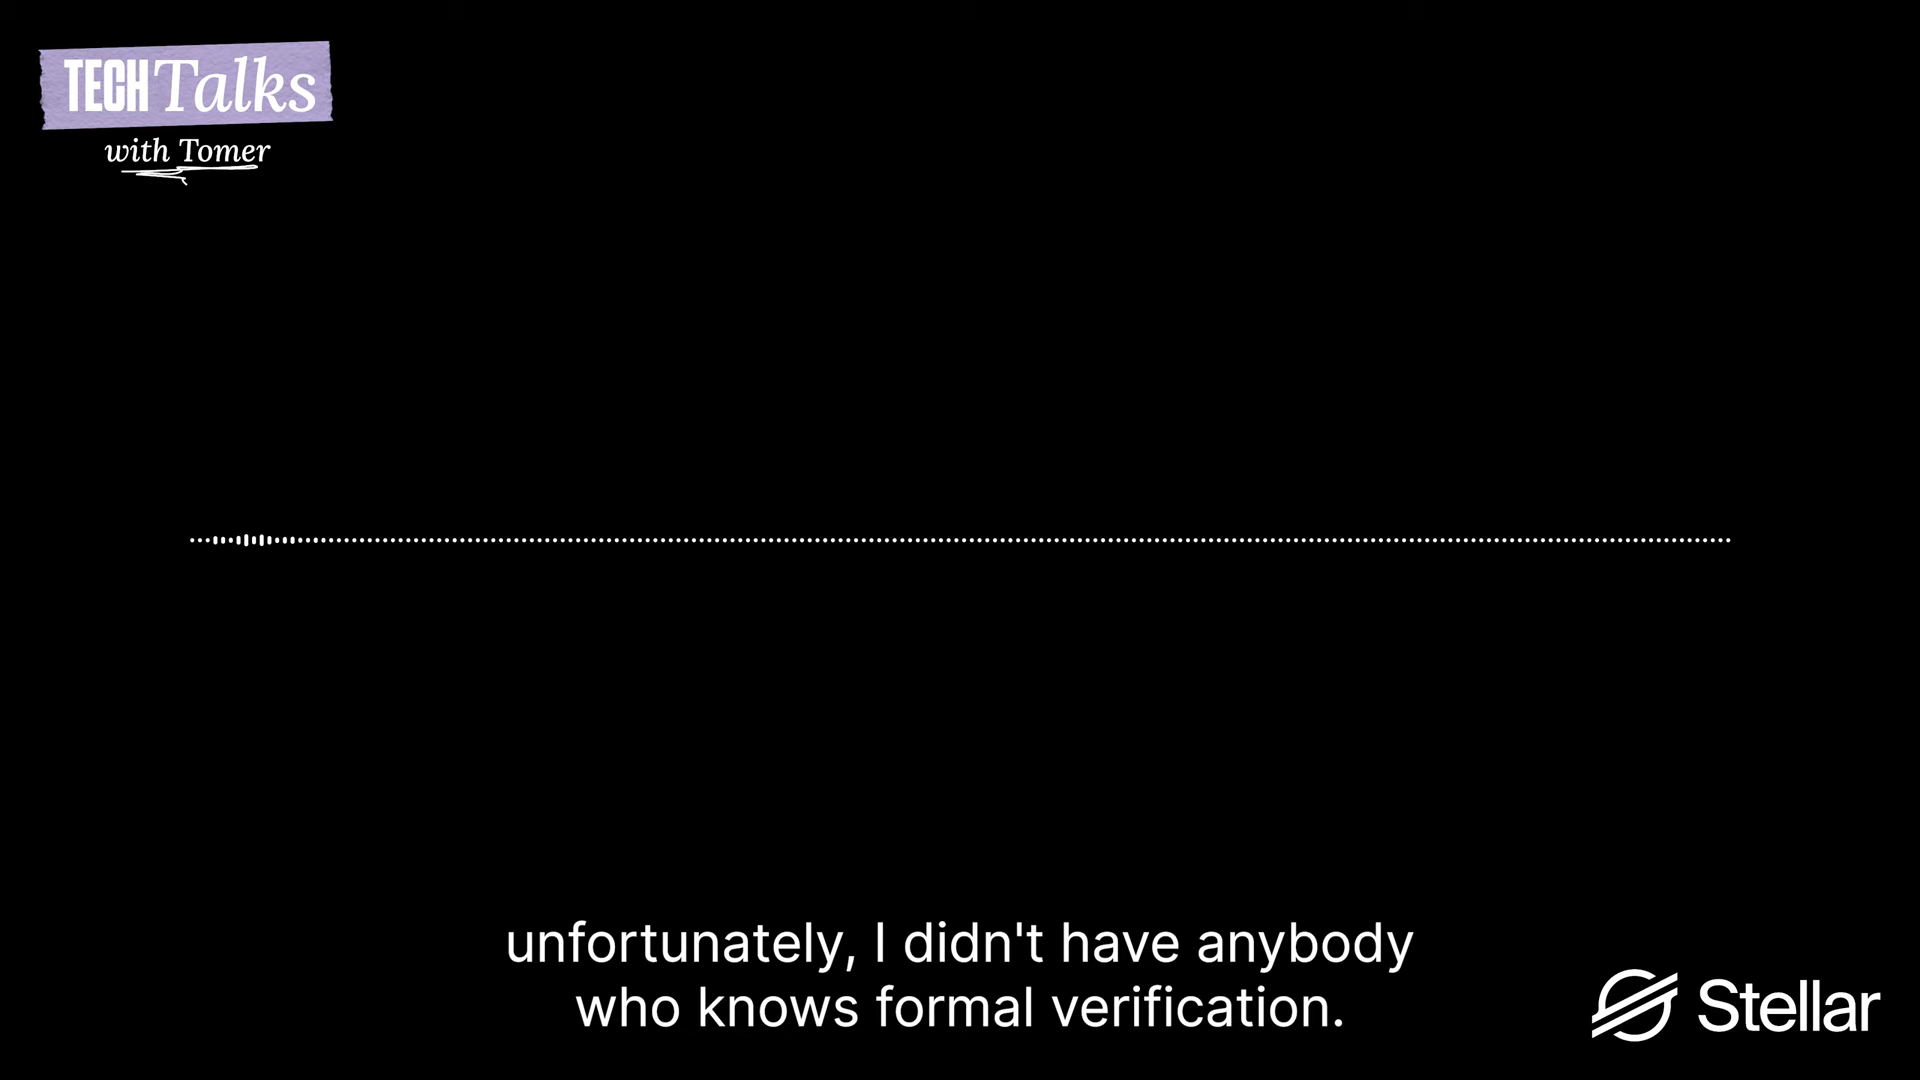 TECH Talks
with Tomer
unfortunately, I didn't have anybody
who knows formal verification.
Stellar